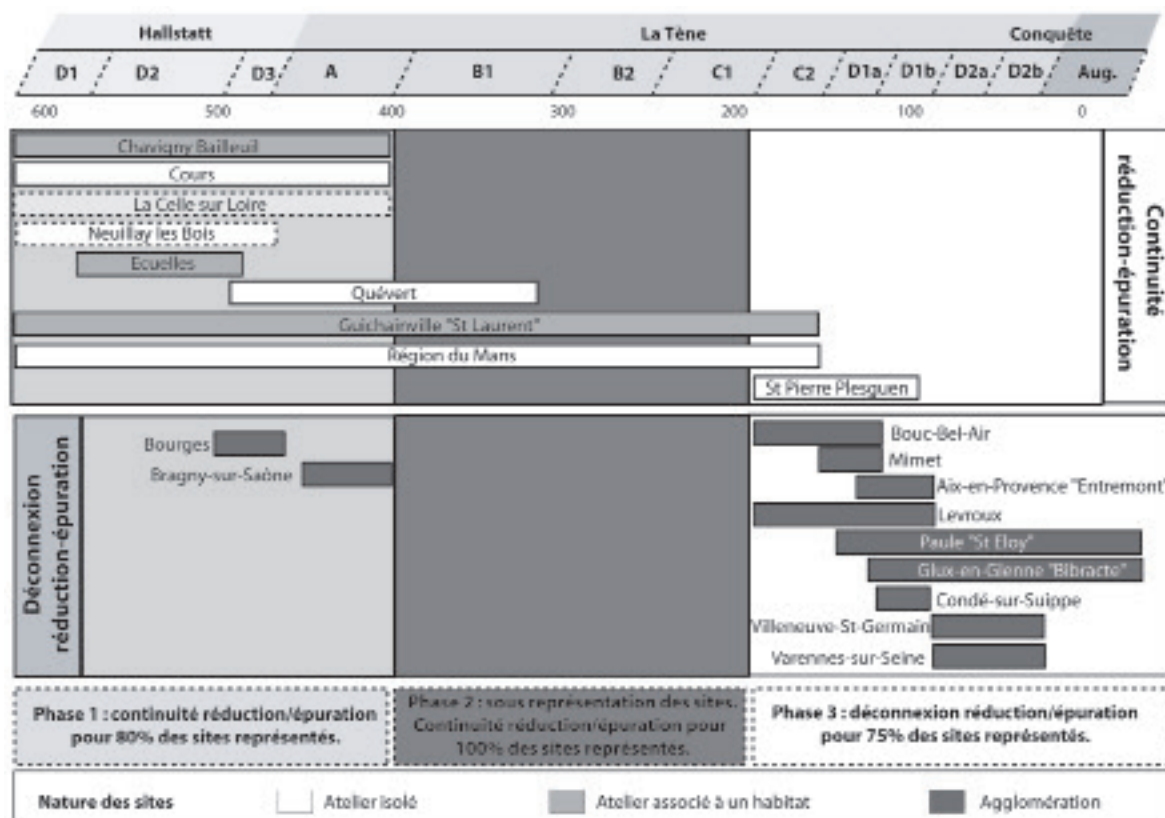 Hallstatt La Tène Conquête
D1 D2 D3 A B1 B2 C1 C2 D1a D1b D2a D2b Aug.
600 500 400 300 200 100 0
Chavigny Bailleuil
Cours
La Celle sur Loire
Neuillay les Bois
Ecuelles
Quévert
Guichainville "St Laurent"
Région du Mans
St Pierre Plesguen
Continuité
réduction-épuration
Déconnexion
réduction-épuration
Bourges
Bragny-sur-Saône
Bouc-Bel-Air
Mimet
Aix-en-Provence "Entremont"
Levroux
Paule "St Eloy"
Glux-en-Glenne "Bibracte"
Condé-sur-Suippe
Villeneuve-St-Germain
Varennes-sur-Seine
Phase 1 : continuité réduction/épuration
pour 80% des sites représentés.
Phase 2 : sous représentation des sites.
Continuité réduction/épuration pour
100% des sites représentés.
Phase 3 : déconnexion réduction/épuration
pour 75% des sites représentés.
Nature des sites Atelier isolé Atelier associé à un habitat Agglomération